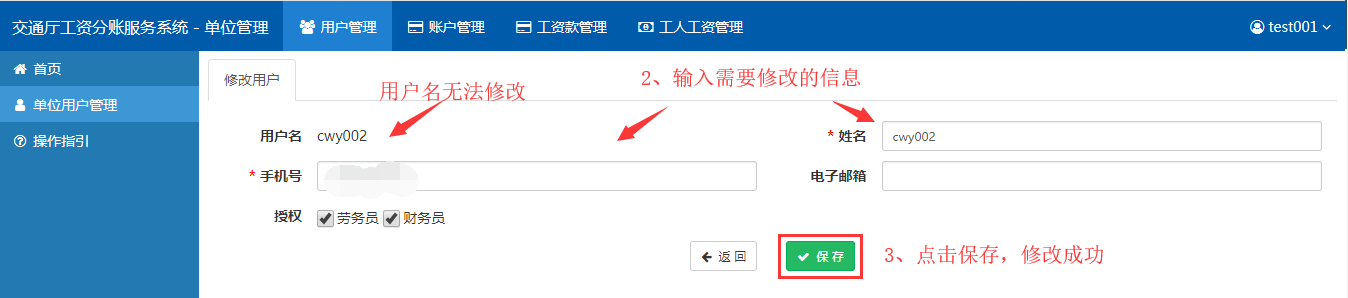 交通厅工资分账服务系统 - 单位管理 用户管理 账户管理 工资款管理 工人工资管理 test001
首页
单位用户管理
操作指引
修改用户
用户名无法修改
2、输入需要修改的信息
用户名 cwy002
* 姓名 cwy002
* 手机号
电子邮箱
授权 劳务员 财务员
返回 保存
3、点击保存，修改成功